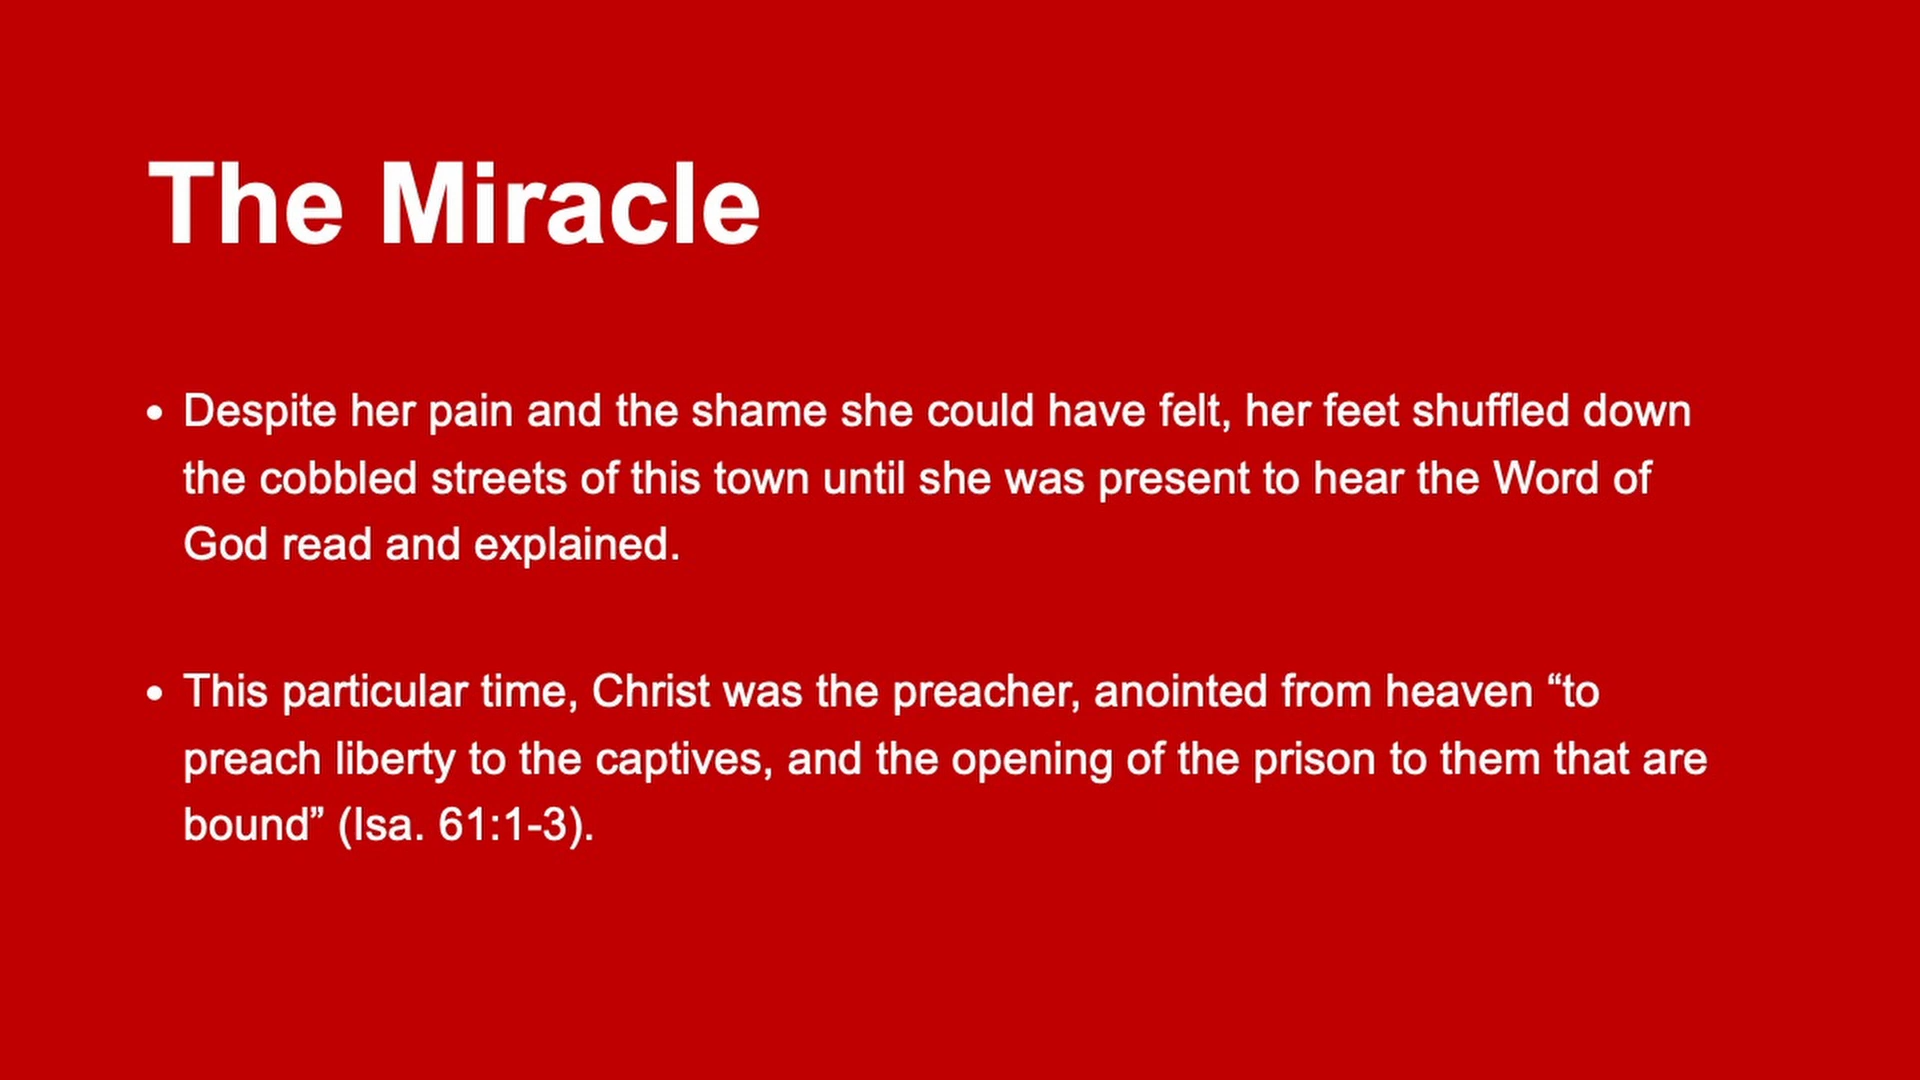 The Miracle
• Despite her pain and the shame she could have felt, her feet shuffled down
the cobbled streets of this town until she was present to hear the Word of
God read and explained.
• This particular time, Christ was the preacher, anointed from heaven “to
preach liberty to the captives, and the opening of the prison to them that are
bound” (Isa. 61:1-3).